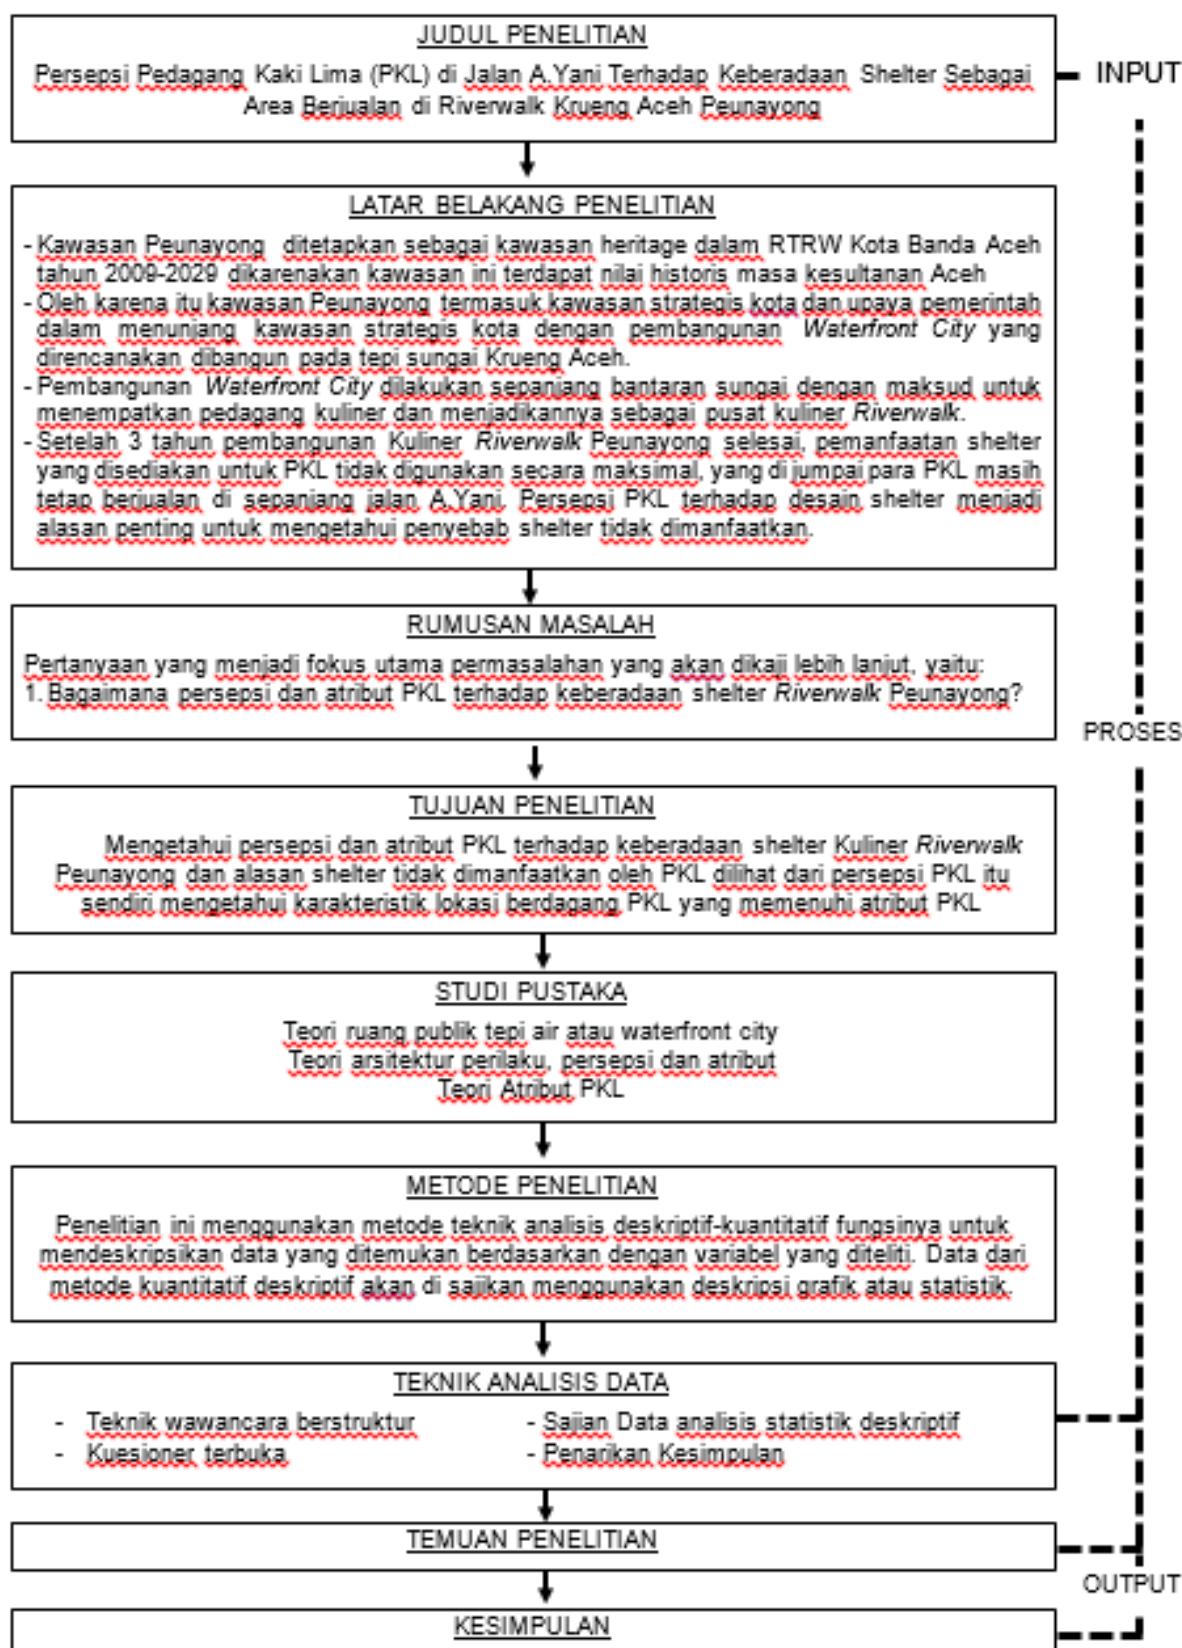 JUDUL PENELITIAN
Persepsi Pedagang Kaki Lima (PKL) di Jalan A.Yani Terhadap Keberadaan Shelter Sebagai
Area Berjualan di Riverwalk Krueng Aceh Peunayong
INPUT
LATAR BELAKANG PENELITIAN
- Kawasan Peunayong ditetapkan sebagai kawasan heritage dalam RTRW Kota Banda Aceh
tahun 2009-2029 dikarenakan kawasan ini terdapat nilai historis masa kesultanan Aceh
- Oleh karena itu kawasan Peunayong termasuk kawasan strategis kota dan upaya pemerintah
dalam menunjang kawasan strategis kota dengan pembangunan Waterfront City yang
direncanakan dibangun pada tepi sungai Krueng Aceh.
- Pembangunan Waterfront City dilakukan sepanjang bantaran sungai dengan maksud untuk
menempatkan pedagang kuliner dan menjadikannya sebagai pusat kuliner Riverwalk.
- Setelah 3 tahun pembangunan Kuliner Riverwalk Peunayong selesai, pemanfaatan shelter
yang disediakan untuk PKL tidak digunakan secara maksimal, yang di jumpai para PKL masih
tetap berjualan di sepanjang jalan A.Yani. Persepsi PKL terhadap desain shelter menjadi
alasan penting untuk mengetahui penyebab shelter tidak dimanfaatkan.
RUMUSAN MASALAH
Pertanyaan yang menjadi fokus utama permasalahan yang akan dikaji lebih lanjut, yaitu:
1. Bagaimana persepsi dan atribut PKL terhadap keberadaan shelter Riverwalk Peunayong?
PROSES
TUJUAN PENELITIAN
Mengetahui persepsi dan atribut PKL terhadap keberadaan shelter Kuliner Riverwalk
Peunayong dan alasan shelter tidak dimanfaatkan oleh PKL dilihat dari persepsi PKL itu
sendiri mengetahui karakteristik lokasi berdagang PKL yang memenuhi atribut PKL
STUDI PUSTAKA
Teori ruang publik tepi air atau waterfront city
Teori arsitektur perilaku, persepsi dan atribut
Teori Atribut PKL
METODE PENELITIAN
Penelitian ini menggunakan metode teknik analisis deskriptif-kuantitatif fungsinya untuk
mendeskripsikan data yang ditemukan berdasarkan dengan variabel yang diteliti. Data dari
metode kuantitatif deskriptif akan di sajikan menggunakan deskripsi grafik atau statistik.
TEKNIK ANALISIS DATA
- Teknik wawancara berstruktur
- Kuesioner terbuka
- Sajian Data analisis statistik deskriptif
- Penarikan Kesimpulan
TEMUAN PENELITIAN
OUTPUT
KESIMPULAN